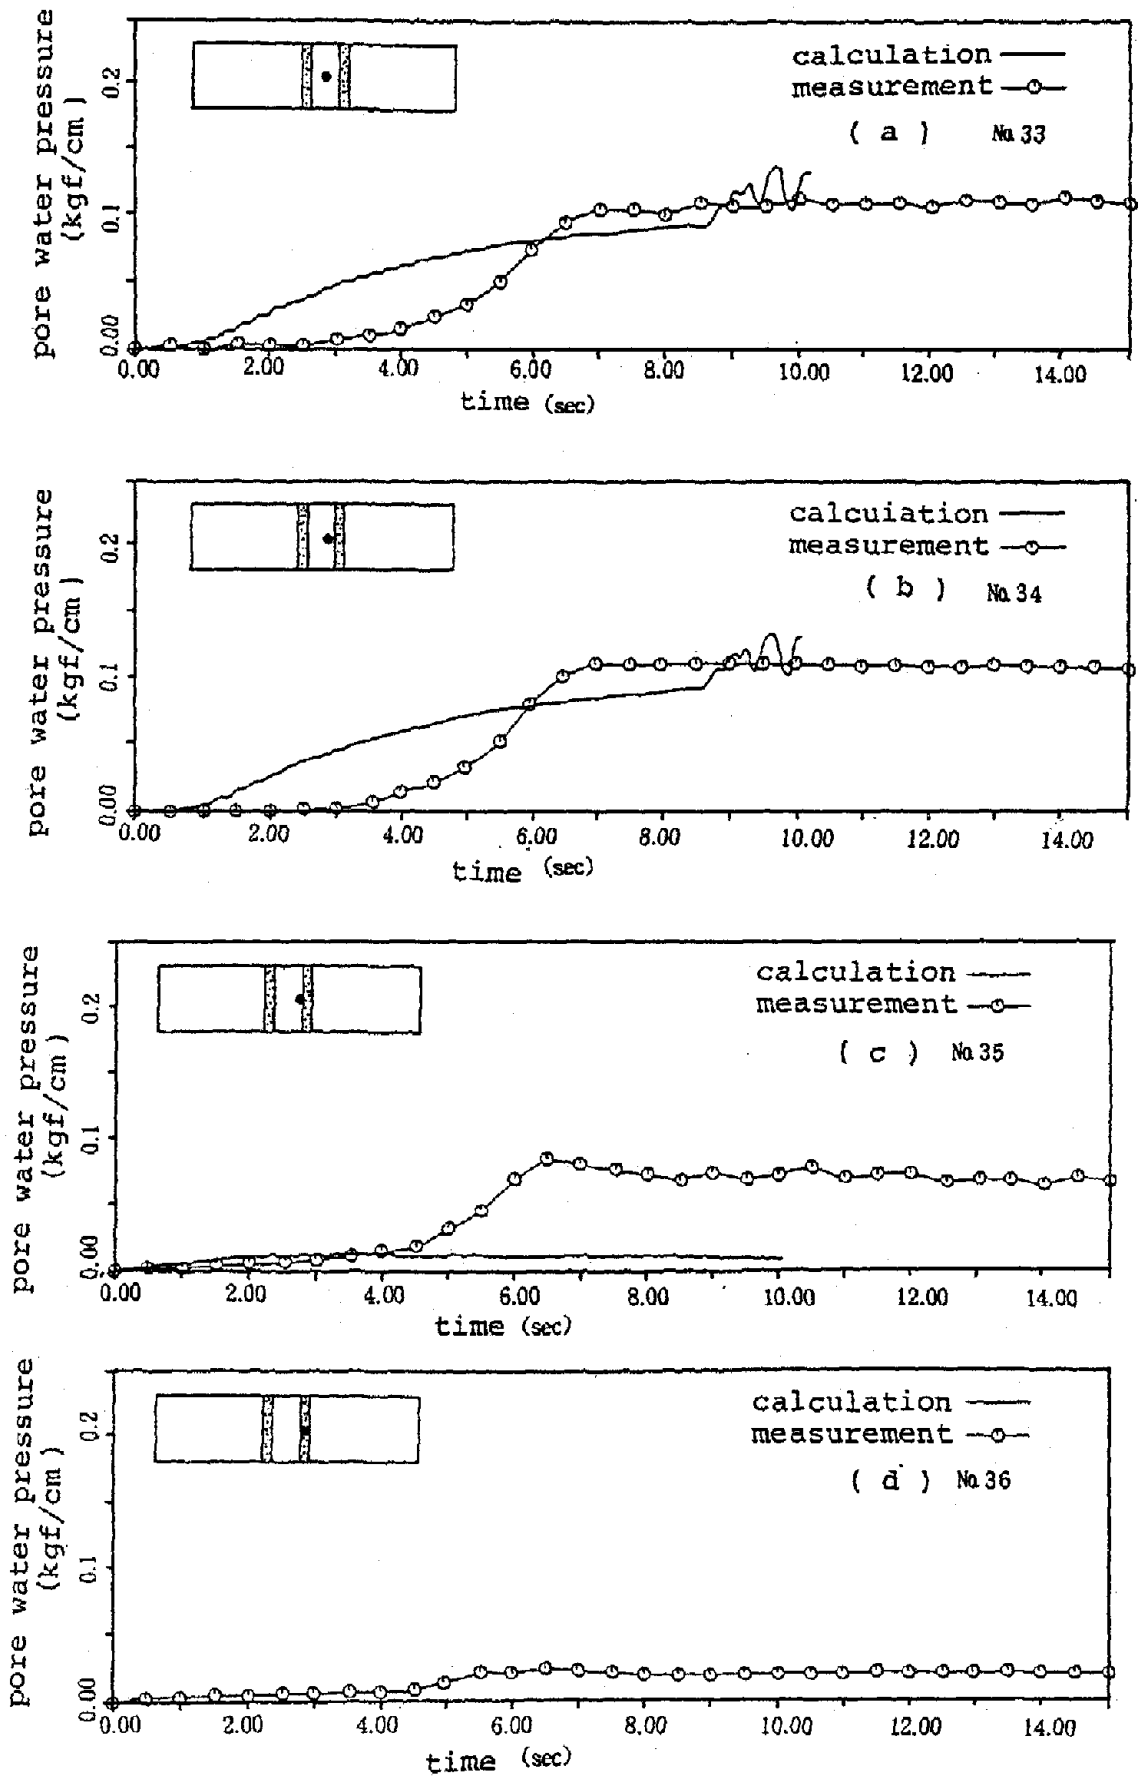 pore water pressure
(kgf/cm)
0.2
0.1
0.00
calculation
measurement
( a ) No.33
0.00 2.00 4.00 6.00 8.00 10.00 12.00 14.00
time (sec)
pore water pressure
(kgf/cm)
0.2
0.1
0.00
calcuiation
measurement
( b ) No.34
0.00 2.00 4.00 6.00 8.00 10.00 12.00 14.00
time (sec)
pore water pressure
(kgf/cm)
0.2
0.1
0.00
calculation
measurement
( c ) No.35
0.00 2.00 4.00 6.00 8.00 10.00 12.00 14.00
time (sec)
pore water pressure
(kgf/cm)
0.2
0.1
0.00
calculation
measurement
( d ) No.36
0.00 2.00 4.00 6.00 8.00 10.00 12.00 14.00
time (sec)